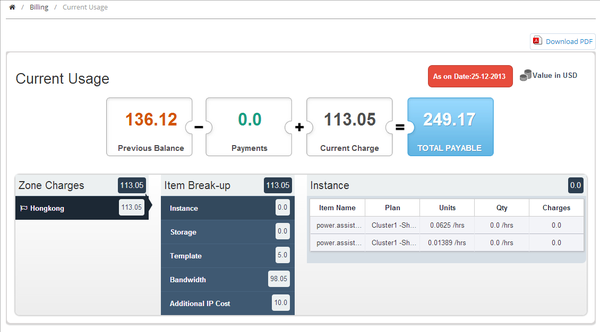 / Billing / Current Usage
Download PDF
Current Usage
As on Date:25-12-2013
Value in USD
136.12 − 0.0 + 113.05 = 249.17
Previous Balance Payments Current Charge TOTAL PAYABLE
Zone Charges 113.05
Hongkong 113.05
Item Break-up 113.05
Instance 0.0
Storage 0.0
Template 5.0
Bandwidth 98.05
Additional IP Cost 10.0
Instance 0.0
Item Name Plan Units Qty Charges
power.assist... Cluster1 -Sh... 0.0625 /hrs 0.0 /hrs 0.0
power.assist... Cluster1 -Sh... 0.01389 /hrs 0.0 /hrs 0.0